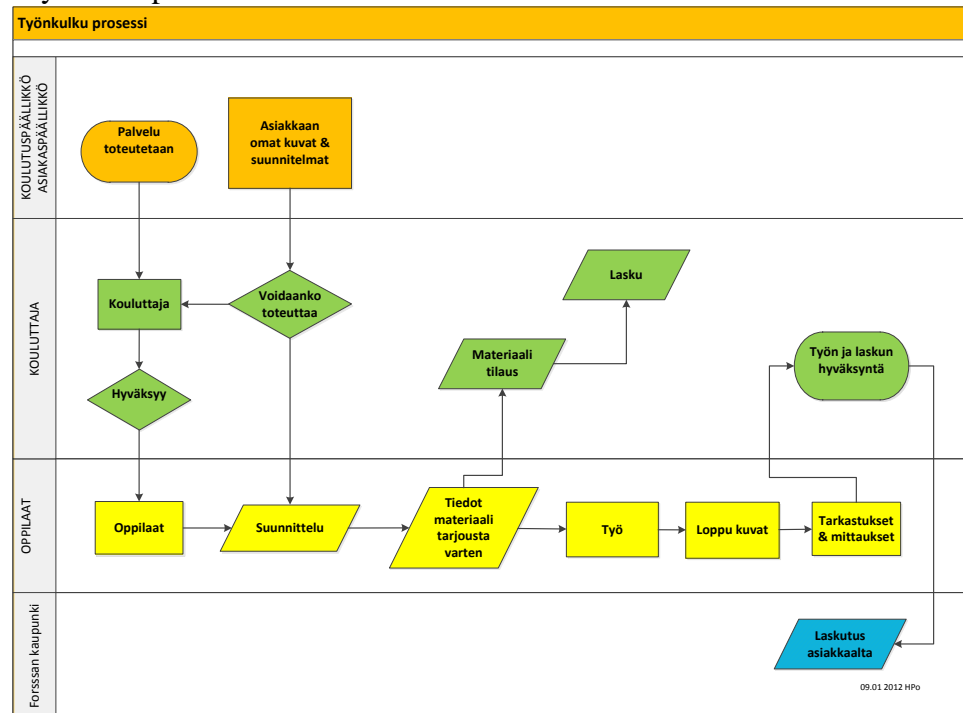 Työnkulku prosessi
KOULUTUSPÄÄLLIKKÖ
ASIAKASPÄÄLLIKKÖ
Palvelu
toteutetaan
Asiakkaan
omat kuvat &
suunnitelmat
KOULUTTAJA
Kouluttaja
Voidaanko
toteuttaa
Hyväksyy
Materiaali
tilaus
Lasku
Työn ja laskun
hyväksyntä
OPPILAAT
Oppilaat
Suunnittelu
Tiedot
materiaali
tarjousta
varten
Työ
Loppu kuvat
Tarkastukset
& mittaukset
Forsssan kaupunki
Laskutus
asiakkaalta
09.01 2012 HPo